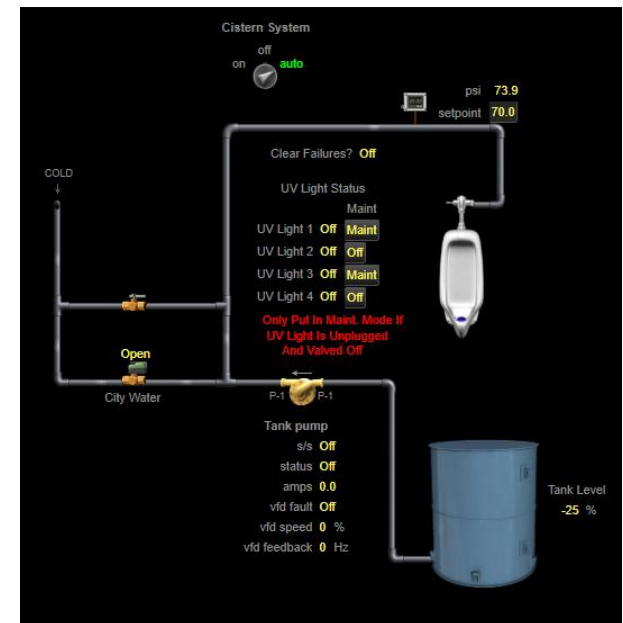 Cistern System
off
on auto
psi 73.9
setpoint 70.0
Clear Failures? Off
COLD
UV Light Status
Maint
UV Light 1 Off Maint
UV Light 2 Off Off
UV Light 3 Off Maint
UV Light 4 Off Off
Only Put In Maint. Mode If
UV Light Is Unplugged
And Valved Off
Open
City Water
P-1 P-1
Tank pump
s/s Off
status Off
amps 0.0
vfd fault Off
vfd speed 0 %
vfd feedback 0 Hz
Tank Level
-25 %